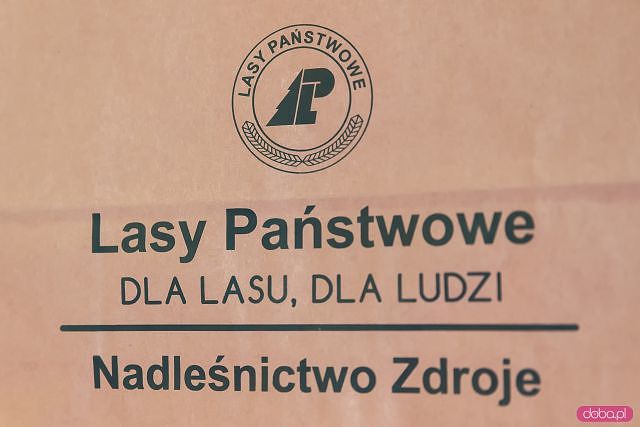 LASY PAŃSTWOWE
LP
Lasy Państwowe
DLA LASU, DLA LUDZI
Nadleśnictwo Zdroje
doba.pl